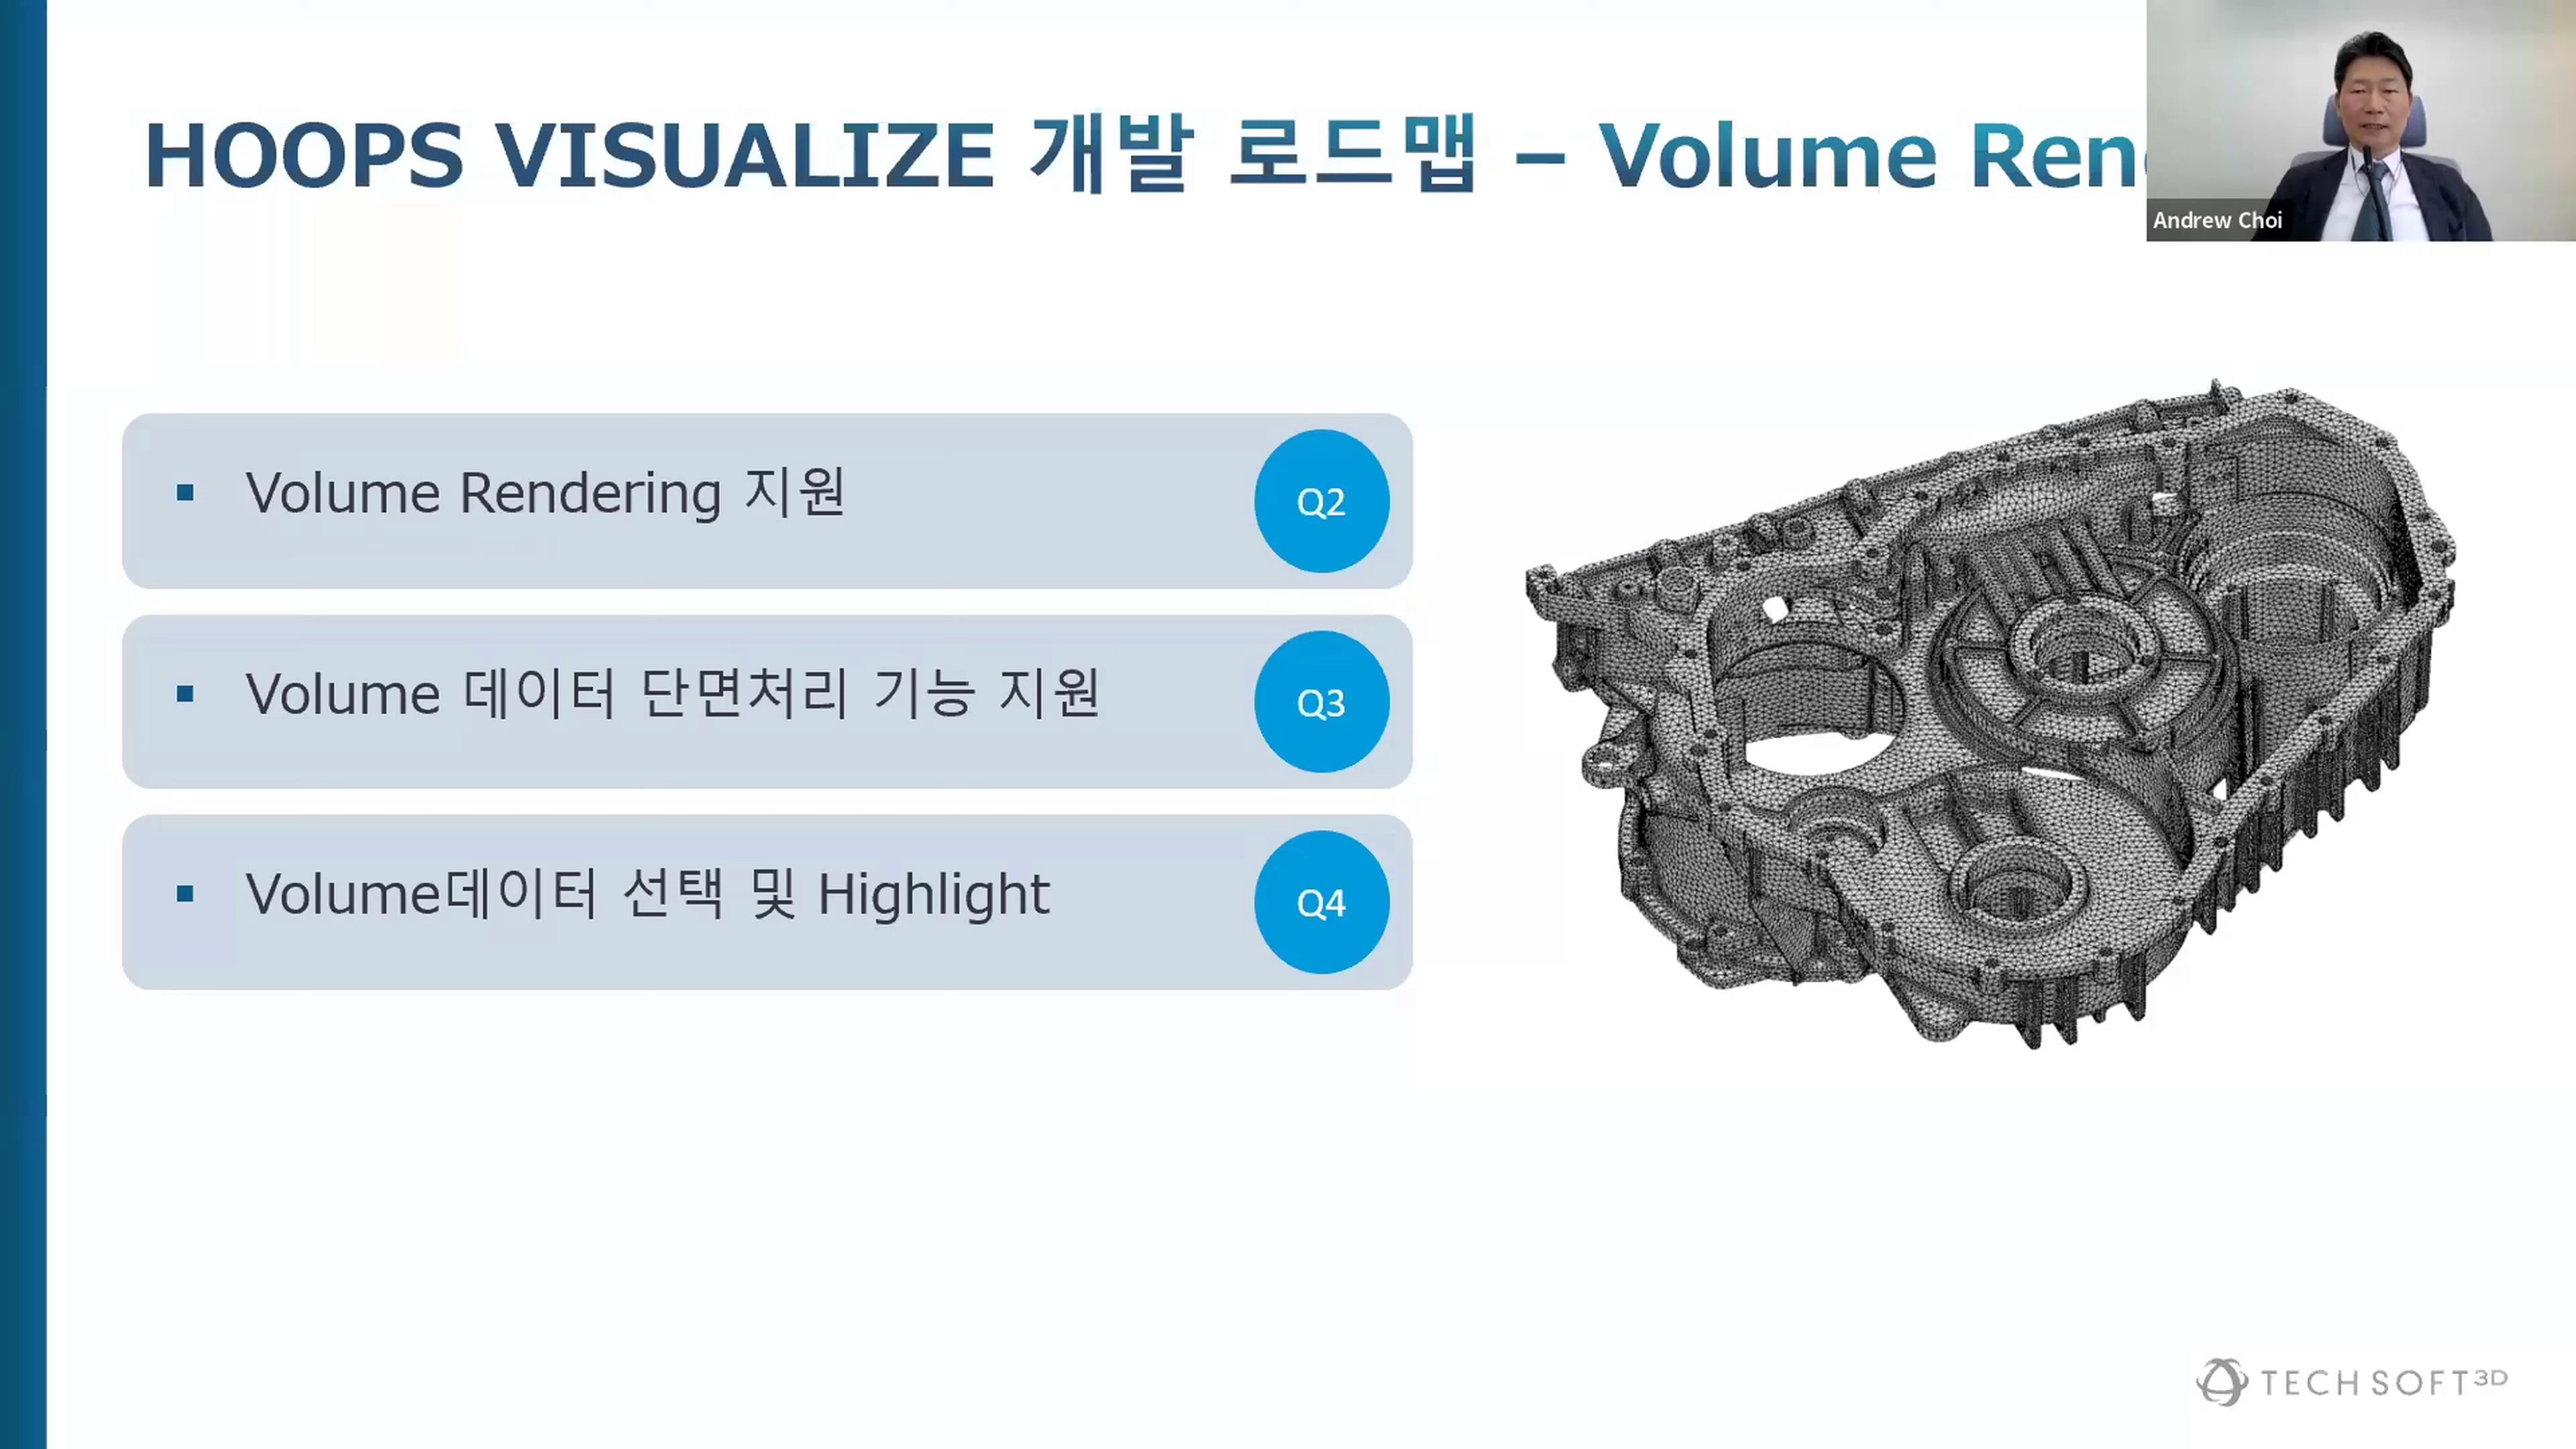 HOOPS VISUALIZE 개발 로드맵 – Volume
Andrew Choi
▪ Volume Rendering 지원
Q2
▪ Volume 데이터 단면처리 기능 지원
Q3
▪ Volume데이터 선택 및 Highlight
Q4
TECH SOFT 3D